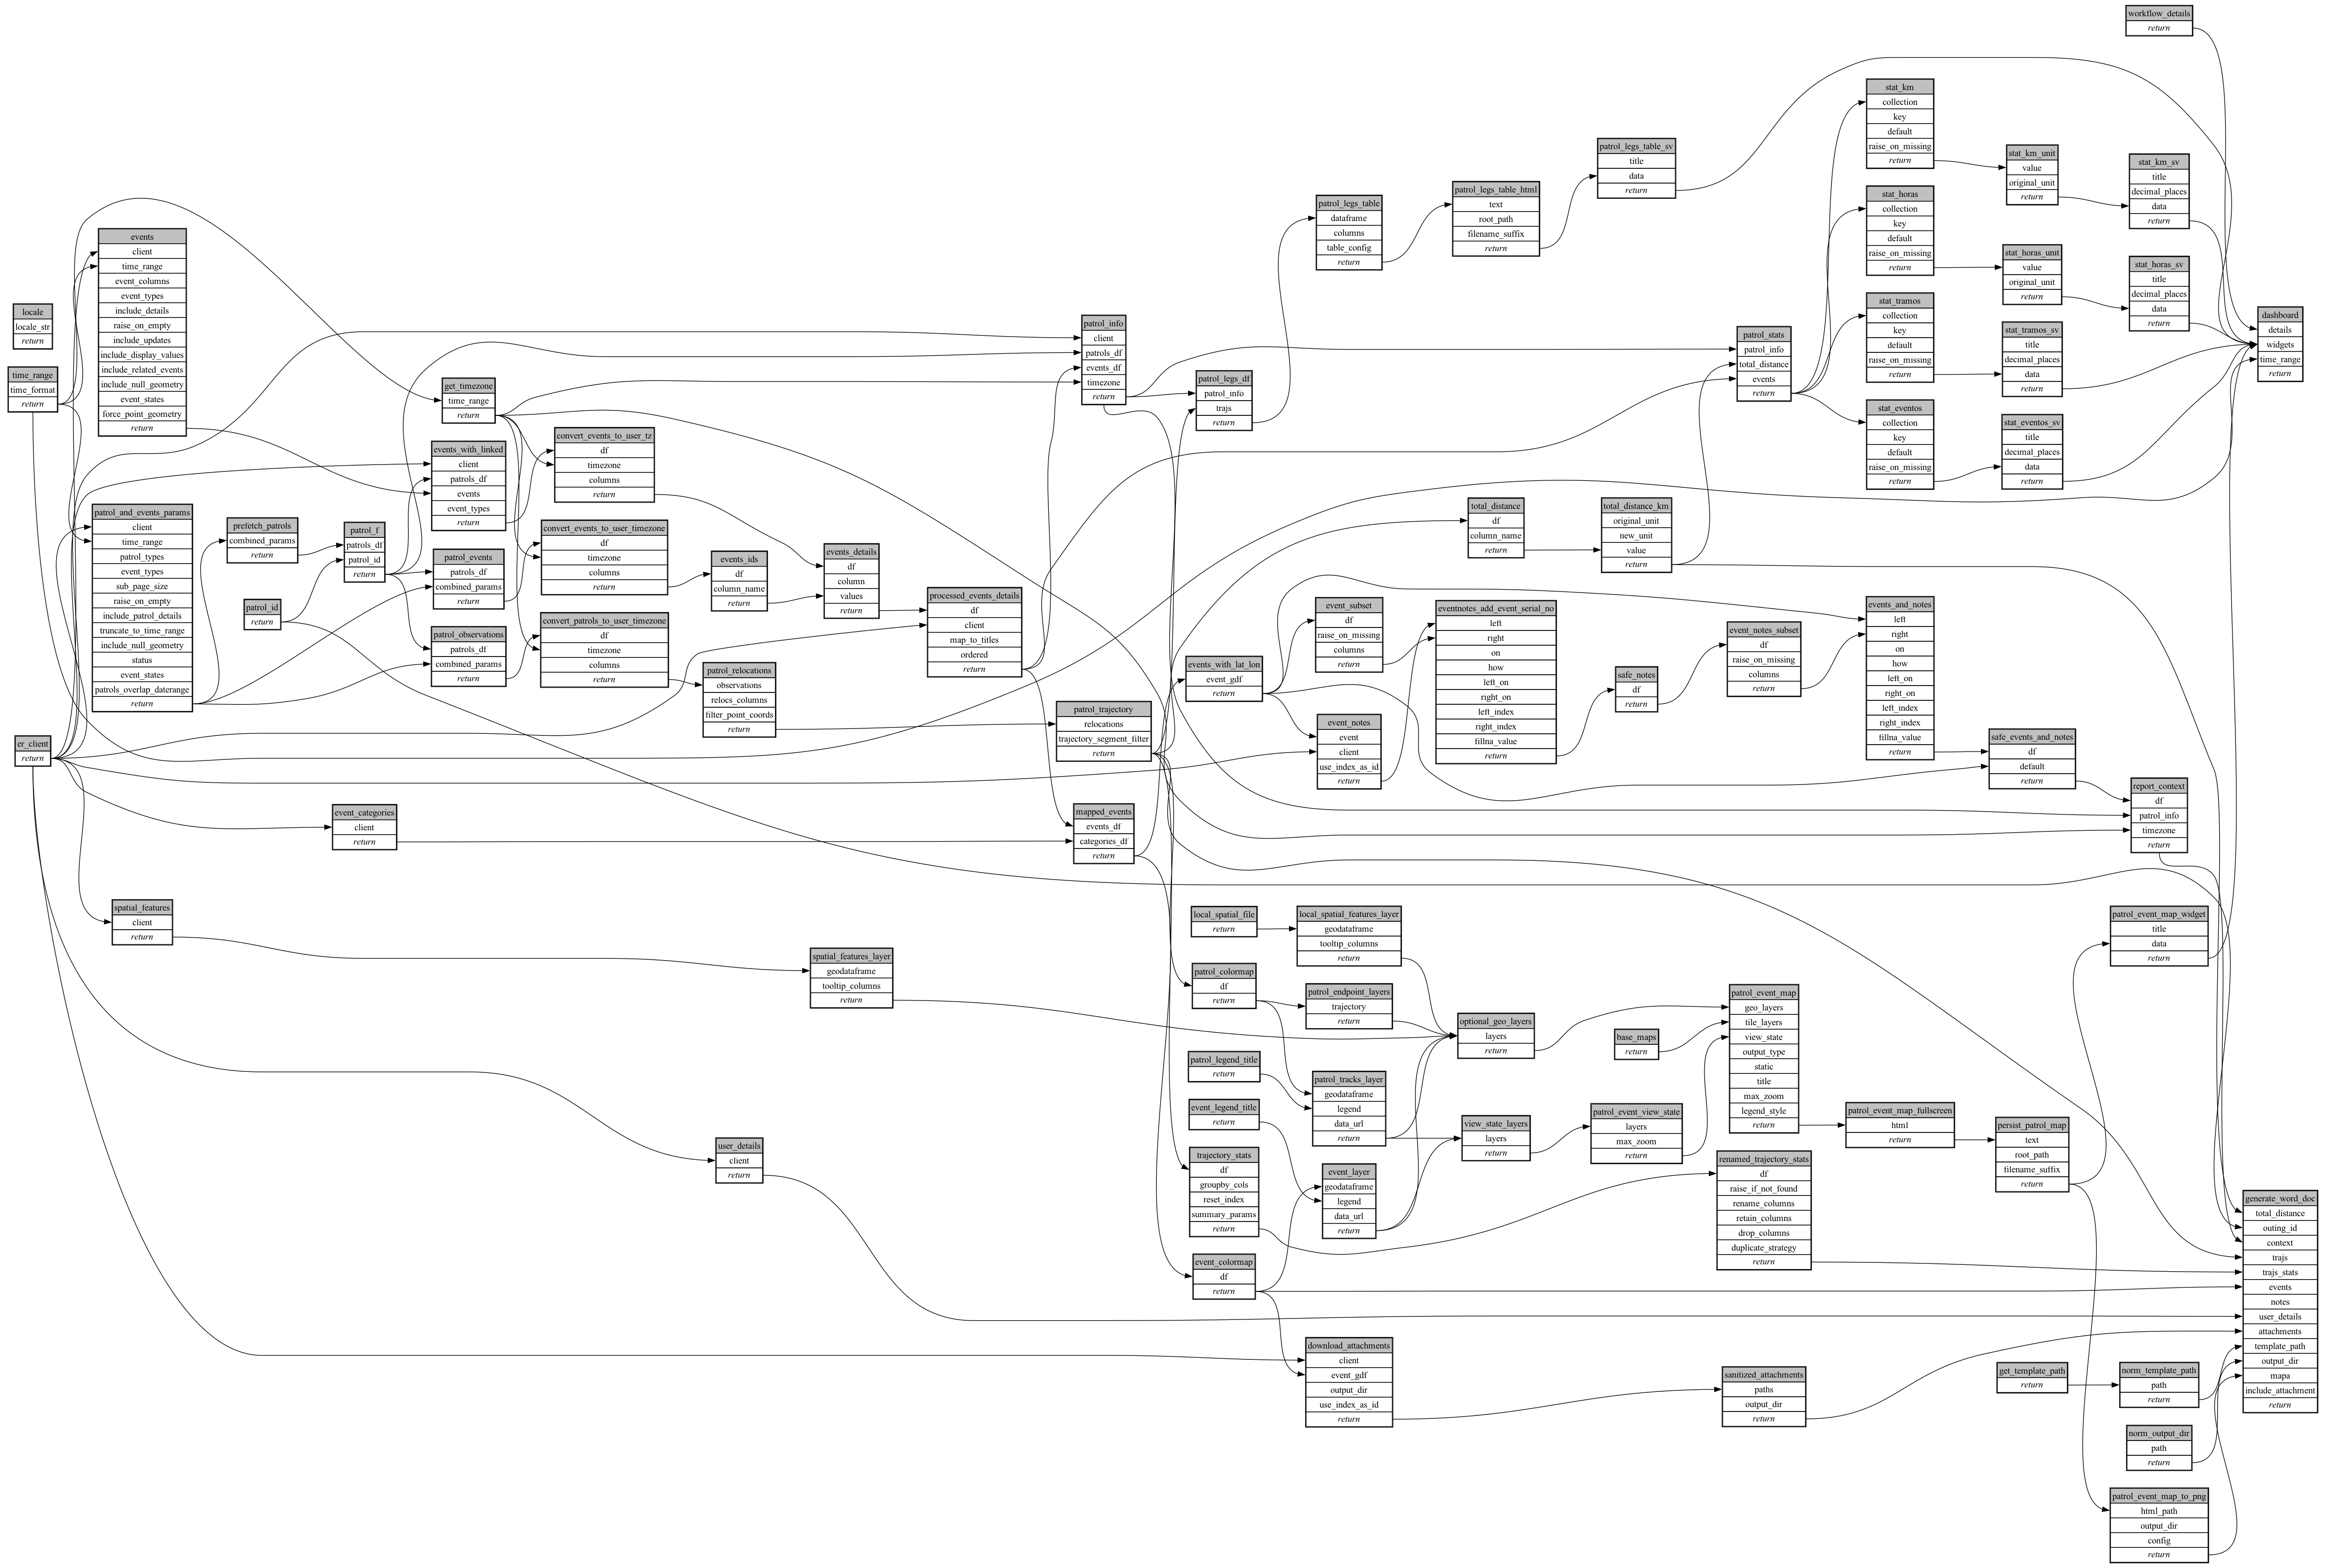 workflow_details
return
stat_km
collection
key
default
raise_on_missing
return
patrol_legs_table_sv
title
data
return
stat_km_unit
value
original_unit
return
stat_km_sv
title
decimal_places
data
return
patrol_legs_table_html
text
root_path
filename_suffix
return
stat_horas
collection
key
default
raise_on_missing
return
patrol_legs_table
dataframe
columns
table_config
return
events
client
time_range
event_columns
event_types
include_details
raise_on_empty
include_updates
include_display_values
include_related_events
include_null_geometry
event_states
force_point_geometry
return
stat_horas_unit
value
original_unit
return
stat_horas_sv
title
decimal_places
data
return
stat_tramos
collection
key
default
raise_on_missing
return
locale
locale_str
return
dashboard
details
widgets
time_range
return
patrol_info
client
patrols_df
events_df
timezone
return
stat_tramos_sv
title
decimal_places
data
return
patrol_stats
patrol_info
total_distance
events
return
time_range
time_format
return
patrol_legs_df
patrol_info
trajs
return
get_timezone
time_range
return
stat_eventos
collection
key
default
raise_on_missing
return
stat_eventos_sv
title
decimal_places
data
return
convert_events_to_user_tz
df
timezone
columns
return
events_with_linked
client
patrols_df
events
event_types
return
total_distance
df
column_name
return
total_distance_km
original_unit
new_unit
value
return
patrol_and_events_params
client
time_range
patrol_types
event_types
sub_page_size
raise_on_empty
include_patrol_details
truncate_to_time_range
include_null_geometry
status
event_states
patrols_overlap_daterange
return
prefetch_patrols
combined_params
return
patrol_f
patrols_df
patrol_id
return
convert_events_to_user_timezone
df
timezone
columns
return
patrol_events
patrols_df
combined_params
return
events_ids
df
column_name
return
events_details
df
column
values
return
processed_events_details
df
client
map_to_titles
ordered
return
patrol_id
return
convert_patrols_to_user_timezone
df
timezone
columns
return
patrol_observations
patrols_df
combined_params
return
event_subset
df
raise_on_missing
columns
return
eventnotes_add_event_serial_no
left
right
on
how
left_on
right_on
left_index
right_index
fillna_value
return
events_and_notes
left
right
on
how
left_on
right_on
left_index
right_index
fillna_value
return
event_notes_subset
df
raise_on_missing
columns
return
patrol_relocations
observations
relocs_columns
filter_point_coords
return
events_with_lat_lon
event_gdf
return
safe_notes
df
return
patrol_trajectory
relocations
trajectory_segment_filter
return
event_notes
event
client
use_index_as_id
return
safe_events_and_notes
df
default
return
er_client
return
report_context
df
patrol_info
timezone
return
event_categories
client
return
mapped_events
events_df
categories_df
return
spatial_features
client
return
local_spatial_file
return
local_spatial_features_layer
geodataframe
tooltip_columns
return
patrol_event_map_widget
title
data
return
spatial_features_layer
geodataframe
tooltip_columns
return
patrol_colormap
df
return
patrol_endpoint_layers
trajectory
return
patrol_event_map
geo_layers
tile_layers
view_state
output_type
static
title
max_zoom
legend_style
return
optional_geo_layers
layers
return
base_maps
return
patrol_legend_title
return
patrol_tracks_layer
geodataframe
legend
data_url
return
event_legend_title
return
view_state_layers
layers
return
patrol_event_view_state
layers
max_zoom
return
patrol_event_map_fullscreen
html
return
persist_patrol_map
text
root_path
filename_suffix
return
user_details
client
return
trajectory_stats
df
groupby_cols
reset_index
summary_params
return
renamed_trajectory_stats
df
raise_if_not_found
rename_columns
retain_columns
drop_columns
duplicate_strategy
return
event_layer
geodataframe
legend
data_url
return
generate_word_doc
total_distance
outing_id
context
trajs
trajs_stats
events
notes
user_details
attachments
template_path
output_dir
mapa
include_attachment
return
event_colormap
df
return
download_attachments
client
event_gdf
output_dir
use_index_as_id
return
sanitized_attachments
paths
output_dir
return
get_template_path
return
norm_template_path
path
return
norm_output_dir
path
return
patrol_event_map_to_png
html_path
output_dir
config
return